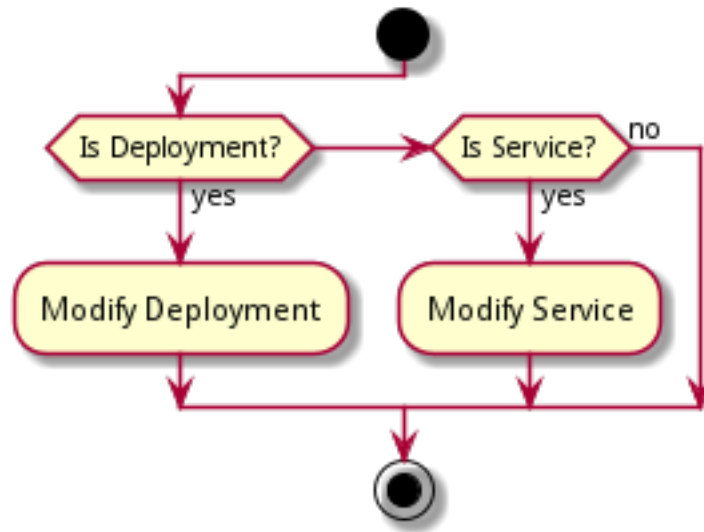 Is Deployment?
Is Service?
no
yes
yes
Modify Deployment
Modify Service